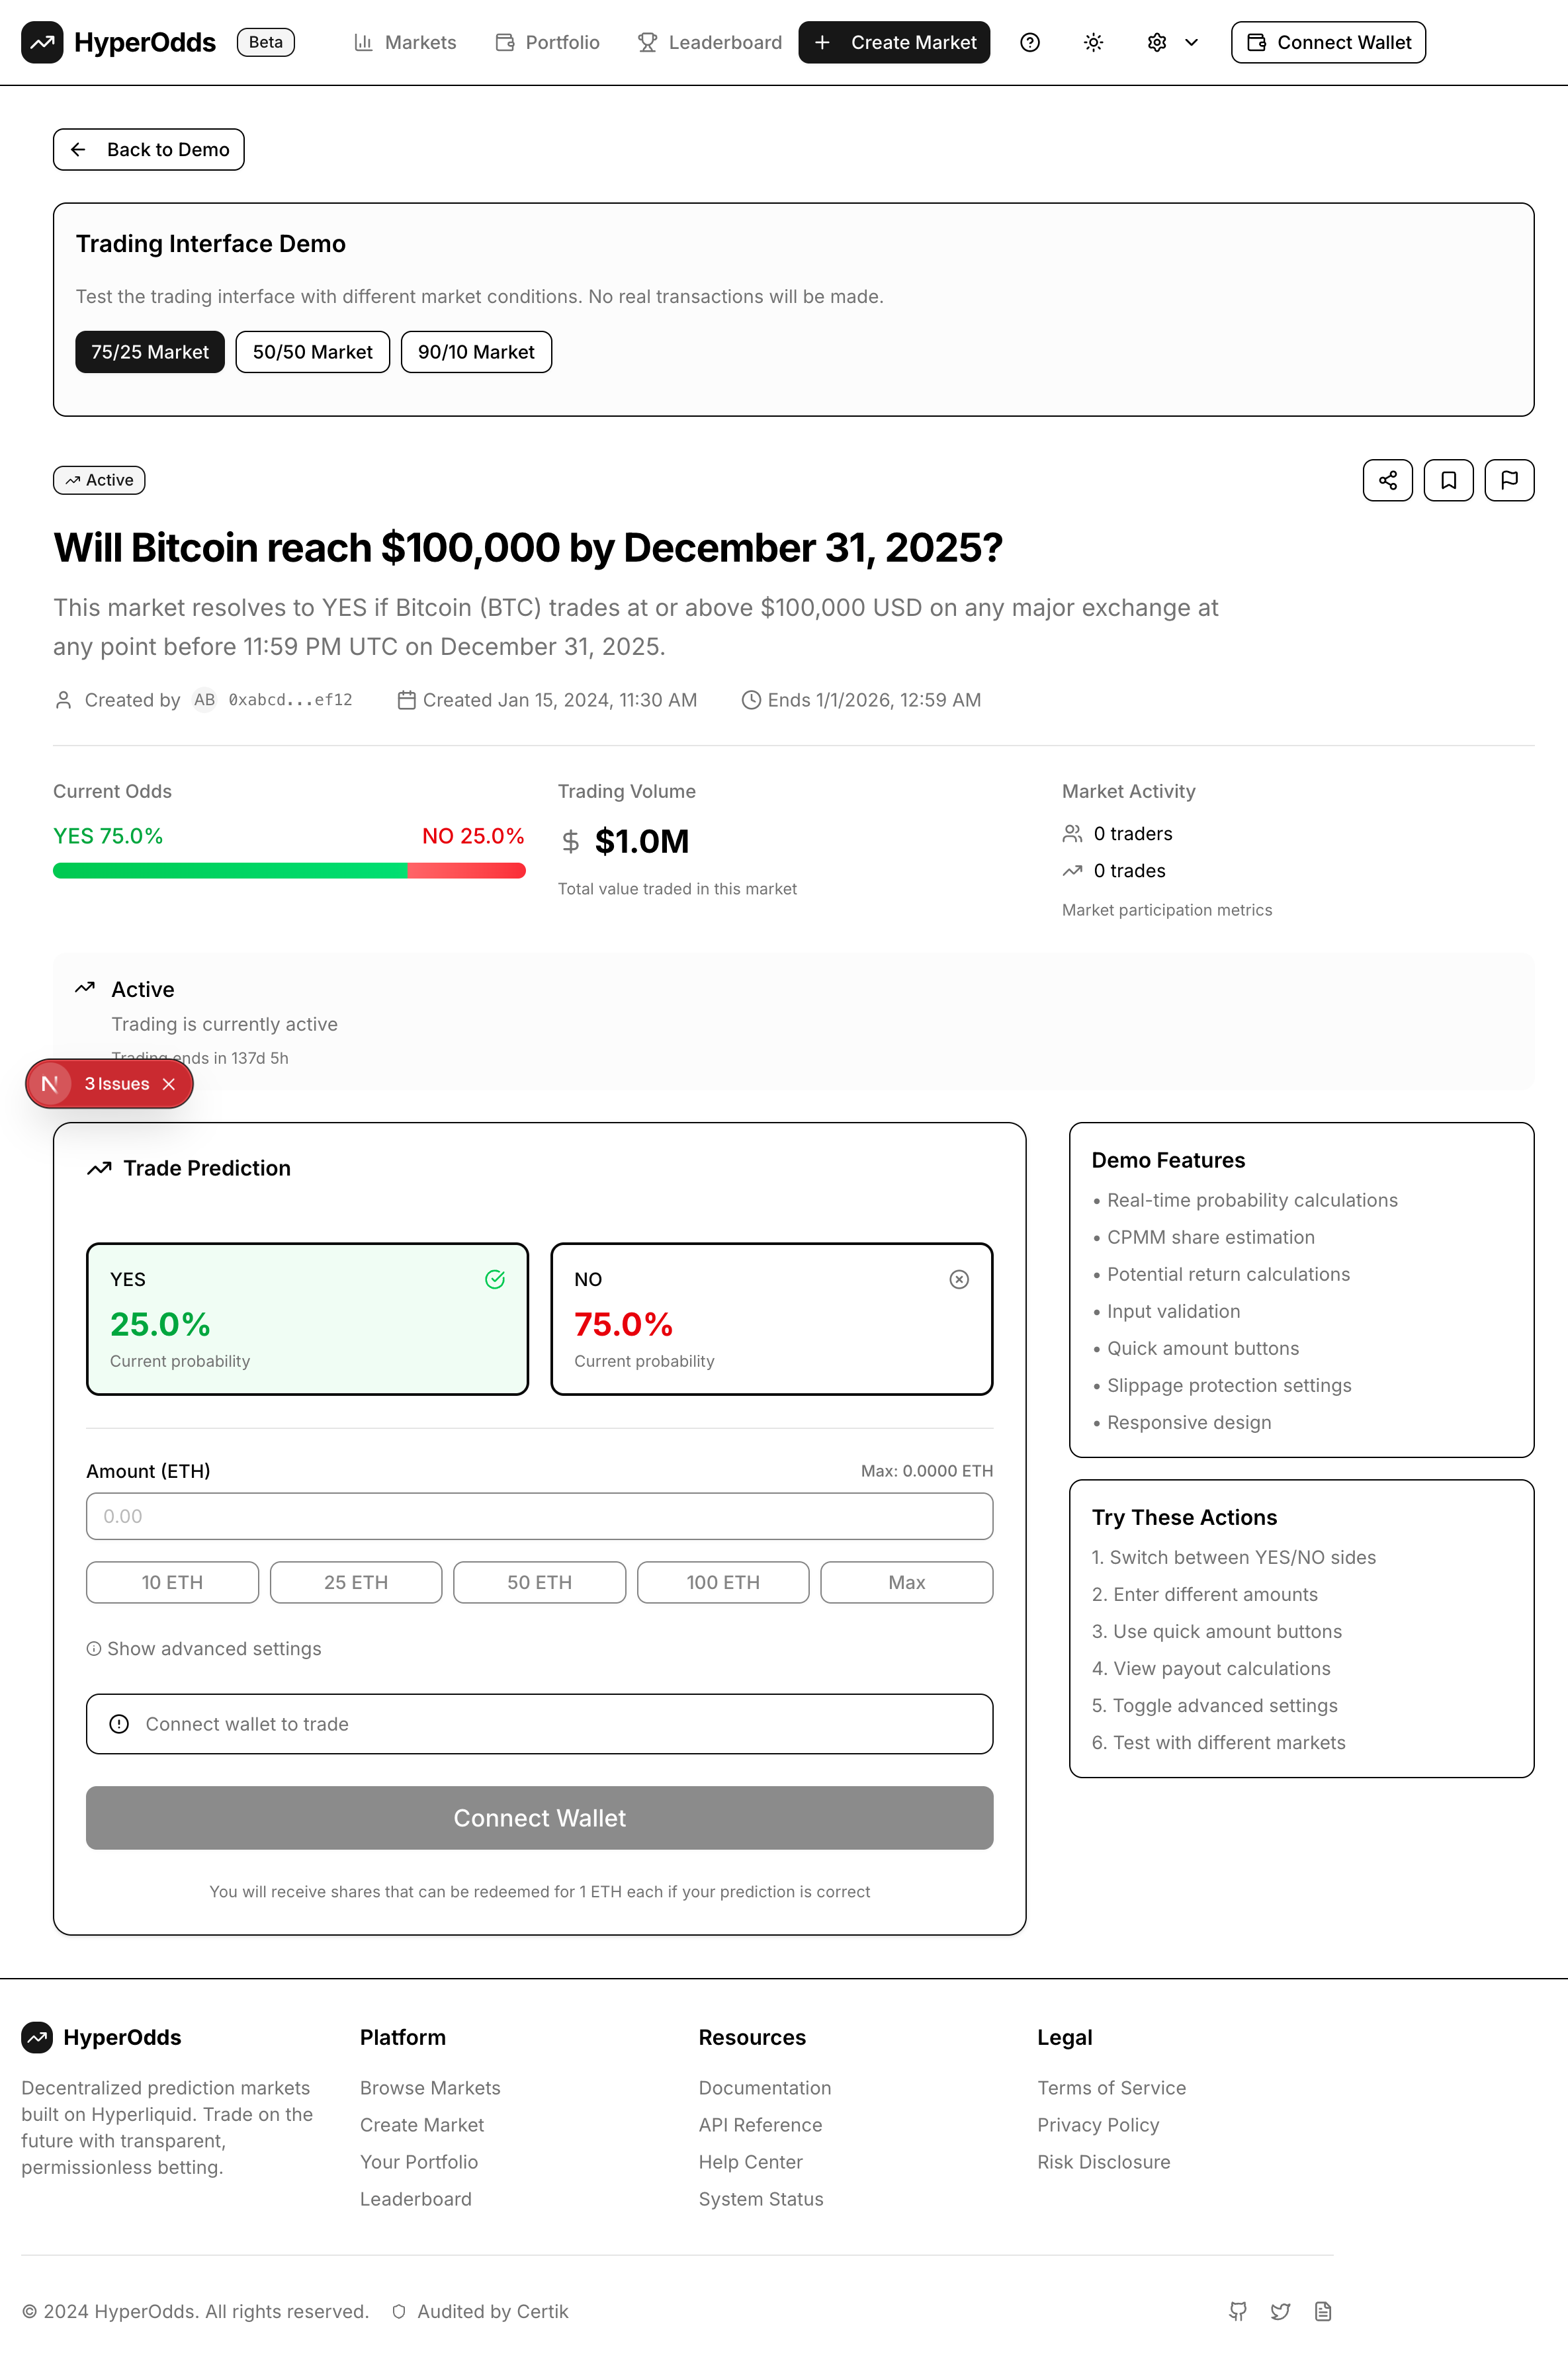 HyperOdds
Beta
Markets
Portfolio
Leaderboard
Create Market
Connect Wallet
Back to Demo
Trading Interface Demo
Test the trading interface with different market conditions. No real transactions will be made.
75/25 Market
50/50 Market
90/10 Market
Active
Will Bitcoin reach $100,000 by December 31, 2025?
This market resolves to YES if Bitcoin (BTC) trades at or above $100,000 USD on any major exchange at
any point before 11:59 PM UTC on December 31, 2025.
Created by AB 0xabcd...ef12
Created Jan 15, 2024, 11:30 AM
Ends 1/1/2026, 12:59 AM
Current Odds
YES 75.0%
NO 25.0%
Trading Volume
$1.0M
Total value traded in this market
Market Activity
0 traders
0 trades
Market participation metrics
Active
Trading is currently active
Trading ends in 137d 5h
N 3 Issues
Trade Prediction
YES
25.0%
Current probability
NO
75.0%
Current probability
Amount (ETH)
Max: 0.0000 ETH
0.00
10 ETH
25 ETH
50 ETH
100 ETH
Max
Show advanced settings
Connect wallet to trade
Connect Wallet
You will receive shares that can be redeemed for 1 ETH each if your prediction is correct
Demo Features
• Real-time probability calculations
• CPMM share estimation
• Potential return calculations
• Input validation
• Quick amount buttons
• Slippage protection settings
• Responsive design
Try These Actions
1. Switch between YES/NO sides
2. Enter different amounts
3. Use quick amount buttons
4. View payout calculations
5. Toggle advanced settings
6. Test with different markets
HyperOdds
Decentralized prediction markets
built on Hyperliquid. Trade on the
future with transparent,
permissionless betting.
Platform
Browse Markets
Create Market
Your Portfolio
Leaderboard
Resources
Documentation
API Reference
Help Center
System Status
Legal
Terms of Service
Privacy Policy
Risk Disclosure
© 2024 HyperOdds. All rights reserved.
Audited by Certik